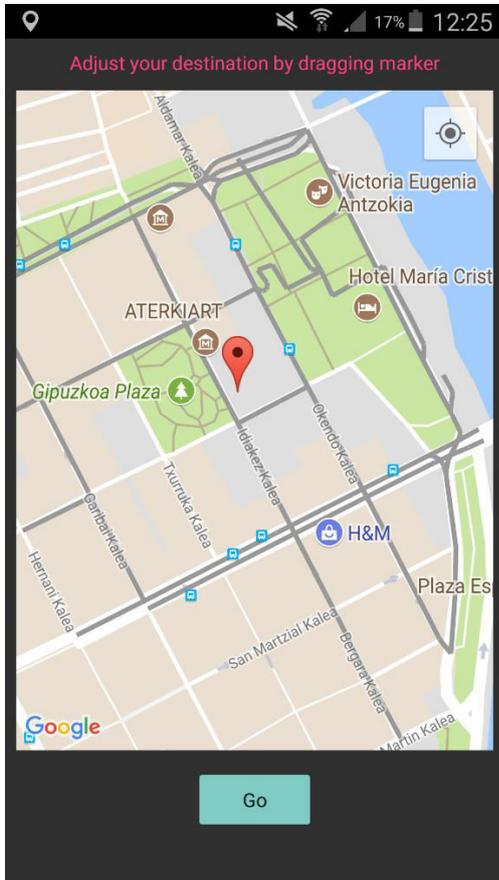 17% 12:25
Adjust your destination by dragging marker
Aldamar Kalea
Victoria Eugenia
Antzokia
Hotel María Crist
ATERKIART
Gipuzkoa Plaza
Okendo Kalea
Idiakez Kalea
Txurruka Kalea
Garibai Kalea
H&M
Hernani Kalea
Plaza Esp
San Martzial Kalea
Bergara Kalea
Martin Kalea
Google
Go